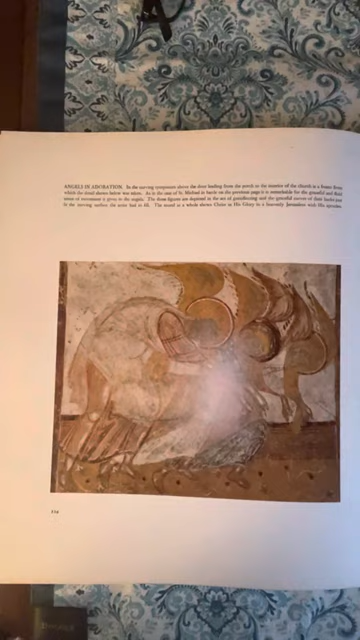 ANGELS IN ADORATION. In the curving tympanum above the door leading from the porch to the interior of the church is a fresco from
which the detail shown below was taken. As in the case of St. Michael in battle on the previous page it is remarkable for the graceful and
sense of movement it gives to the angels. The three figures are depicted in the act of genuflecting and the graceful curves of their bodies
in the curving surface the artist had to fill. The mural as a whole shows Christ in His Glory in a heavenly Jerusalem with His apostles.